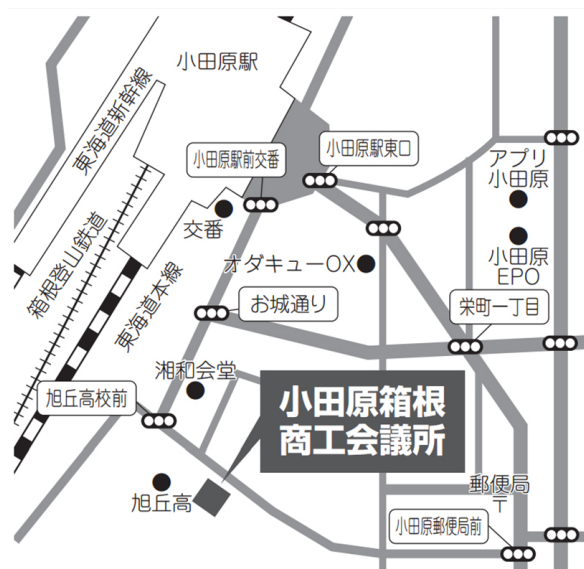 小田原駅
東海道新幹線
小田原駅前交番
小田原駅東口
アプリ
小田原
交番
箱根登山鉄道
東海道本線
オダキューOX
小田原
EPO
お城通り
栄町一丁目
湘和会堂
旭丘高校前
小田原箱根
商工会議所
旭丘高
郵便局
〒
小田原郵便局前